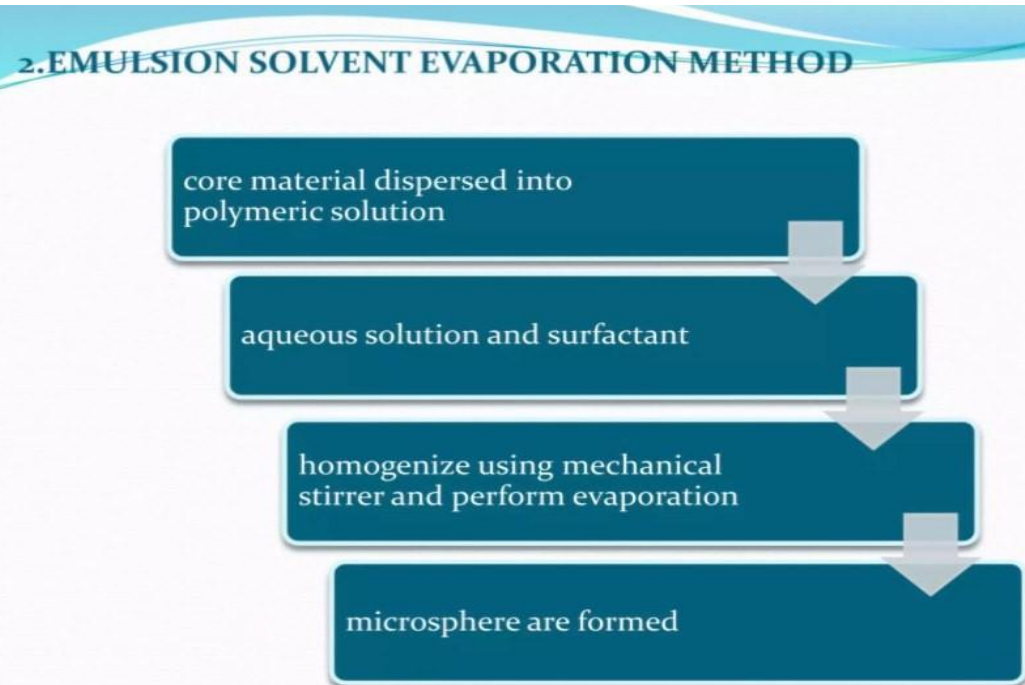 2.EMULSION SOLVENT EVAPORATION METHOD
core material dispersed into
polymeric solution
aqueous solution and surfactant
homogenize using mechanical
stirrer and perform evaporation
microsphere are formed